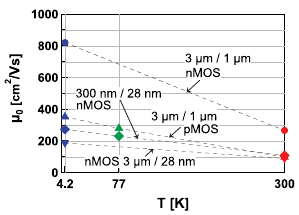 1000
800
600
400
200
0
μ₀ [cm²/Vs]
3 μm / 1 μm
nMOS
300 nm / 28 nm
nMOS
3 μm / 1 μm
pMOS
nMOS 3 μm / 28 nm
4.2 77 300
T [K]